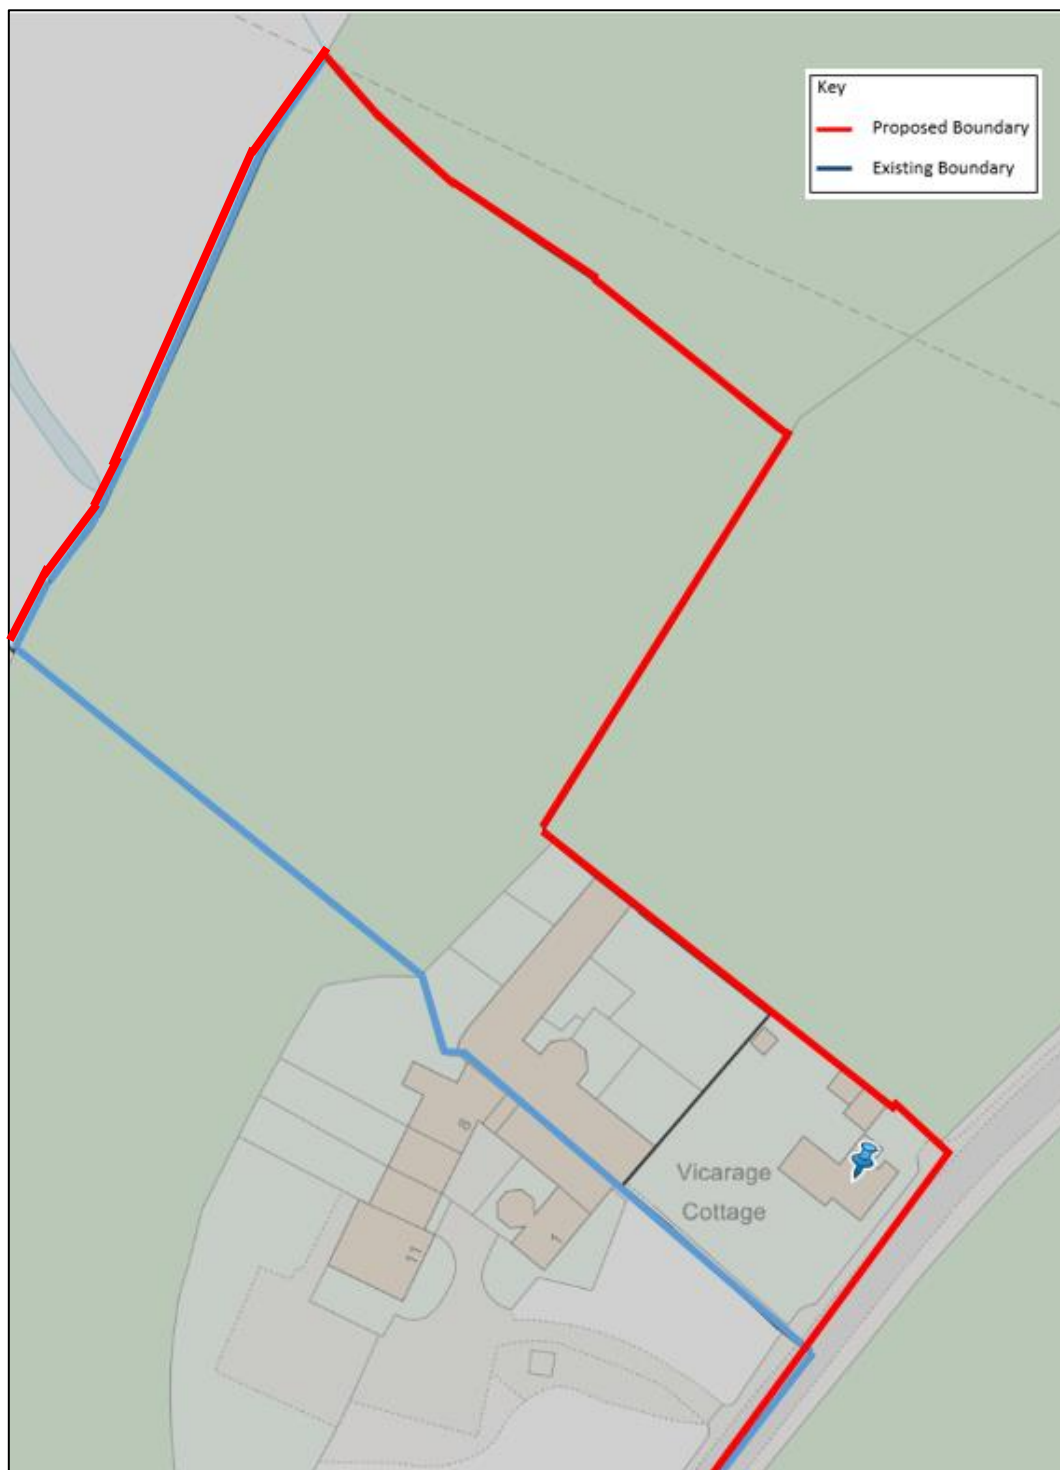 Key
Proposed Boundary
Existing Boundary
8
Vicarage
Cottage
1
11